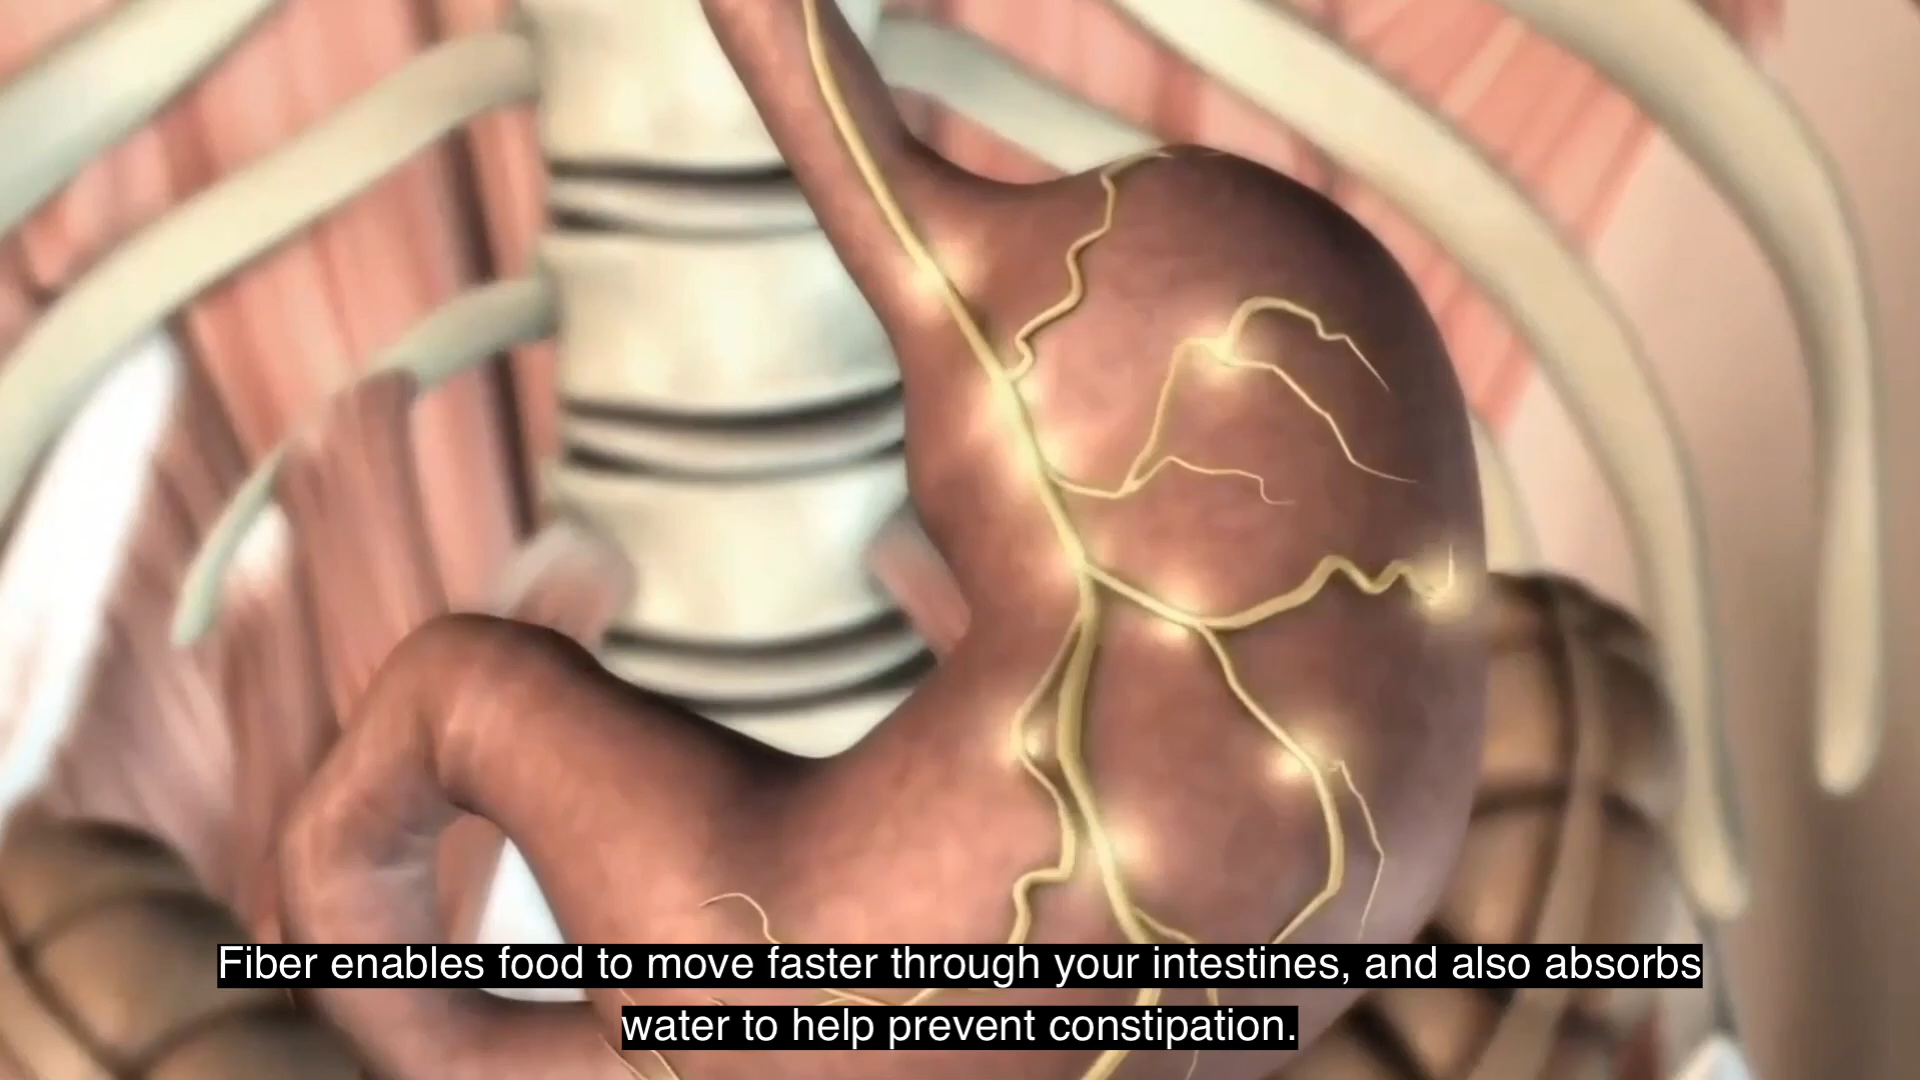 Fiber enables food to move faster through your intestines, and also absorbs
water to help prevent constipation.